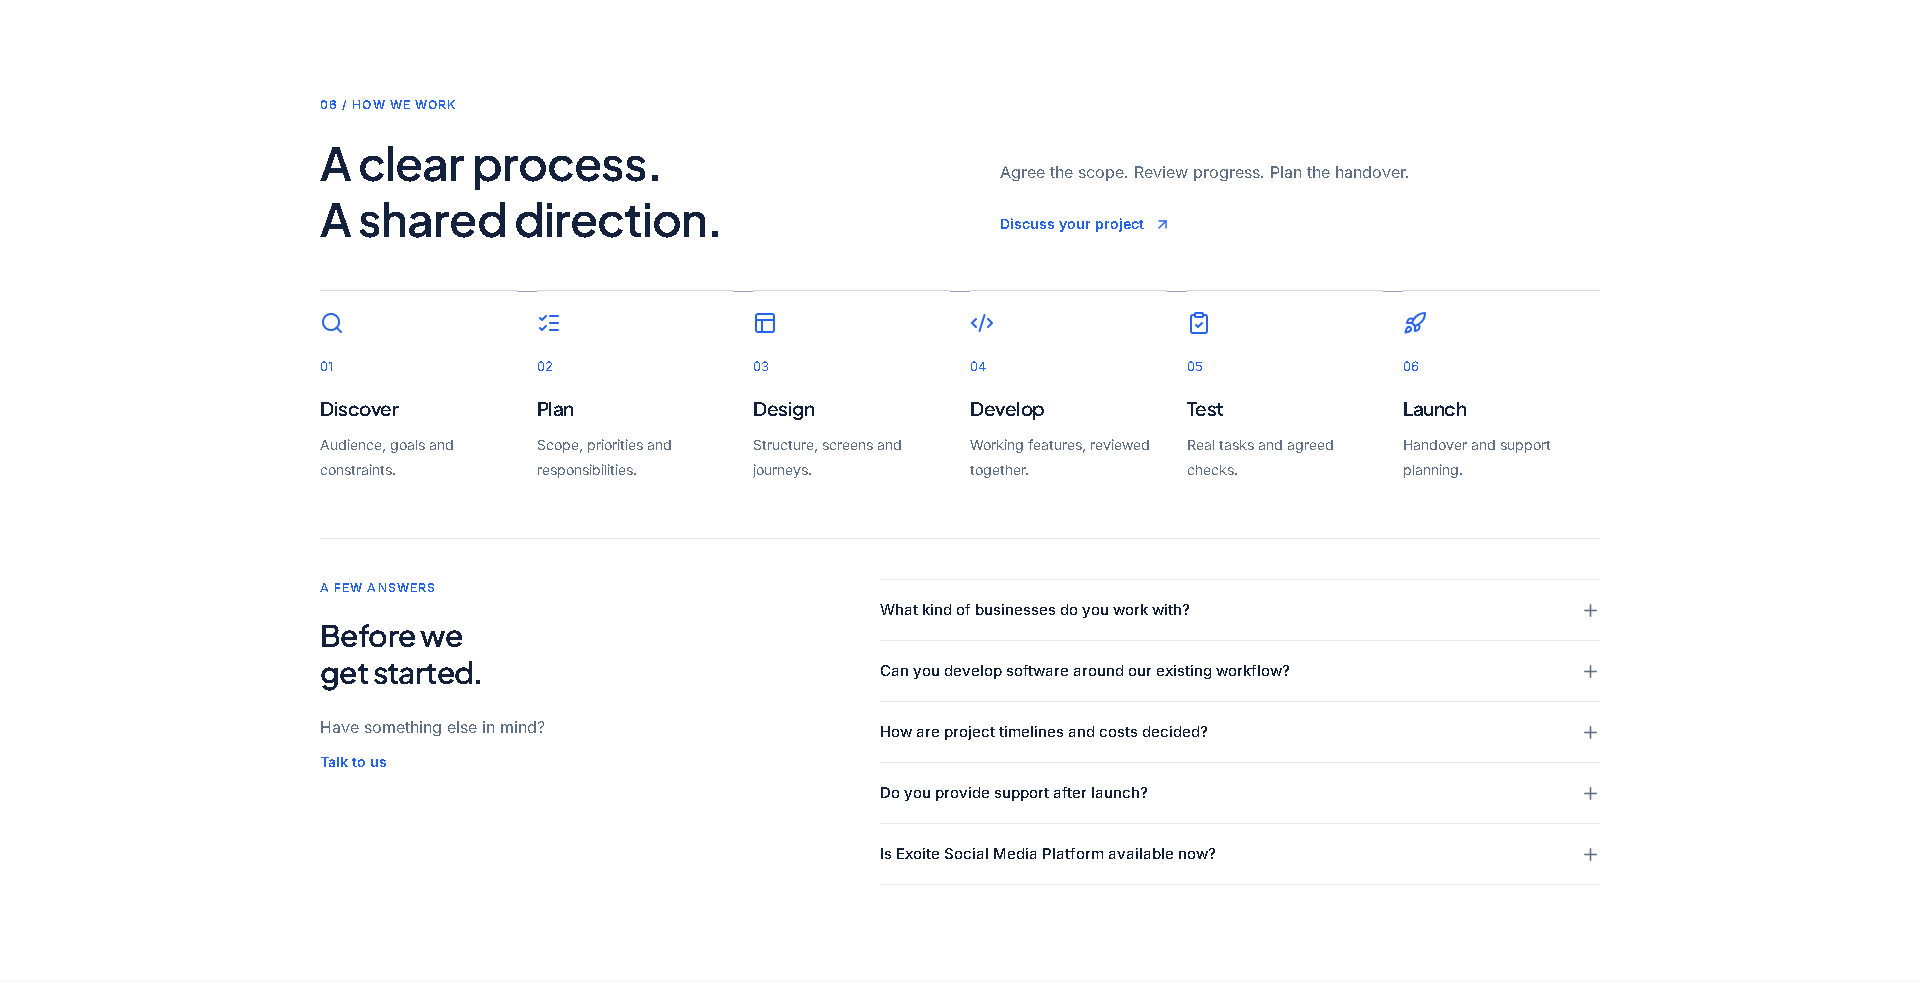 06 / HOW WE WORK
A clear process.
A shared direction.
Agree the scope. Review progress. Plan the handover.
Discuss your project
01
Discover
Audience, goals and
constraints.
02
Plan
Scope, priorities and
responsibilities.
03
Design
Structure, screens and
journeys.
04
Develop
Working features, reviewed
together.
05
Test
Real tasks and agreed
checks.
06
Launch
Handover and support
planning.
A FEW ANSWERS
Before we
get started.
Have something else in mind?
Talk to us
What kind of businesses do you work with?
Can you develop software around our existing workflow?
How are project timelines and costs decided?
Do you provide support after launch?
Is Exoite Social Media Platform available now?